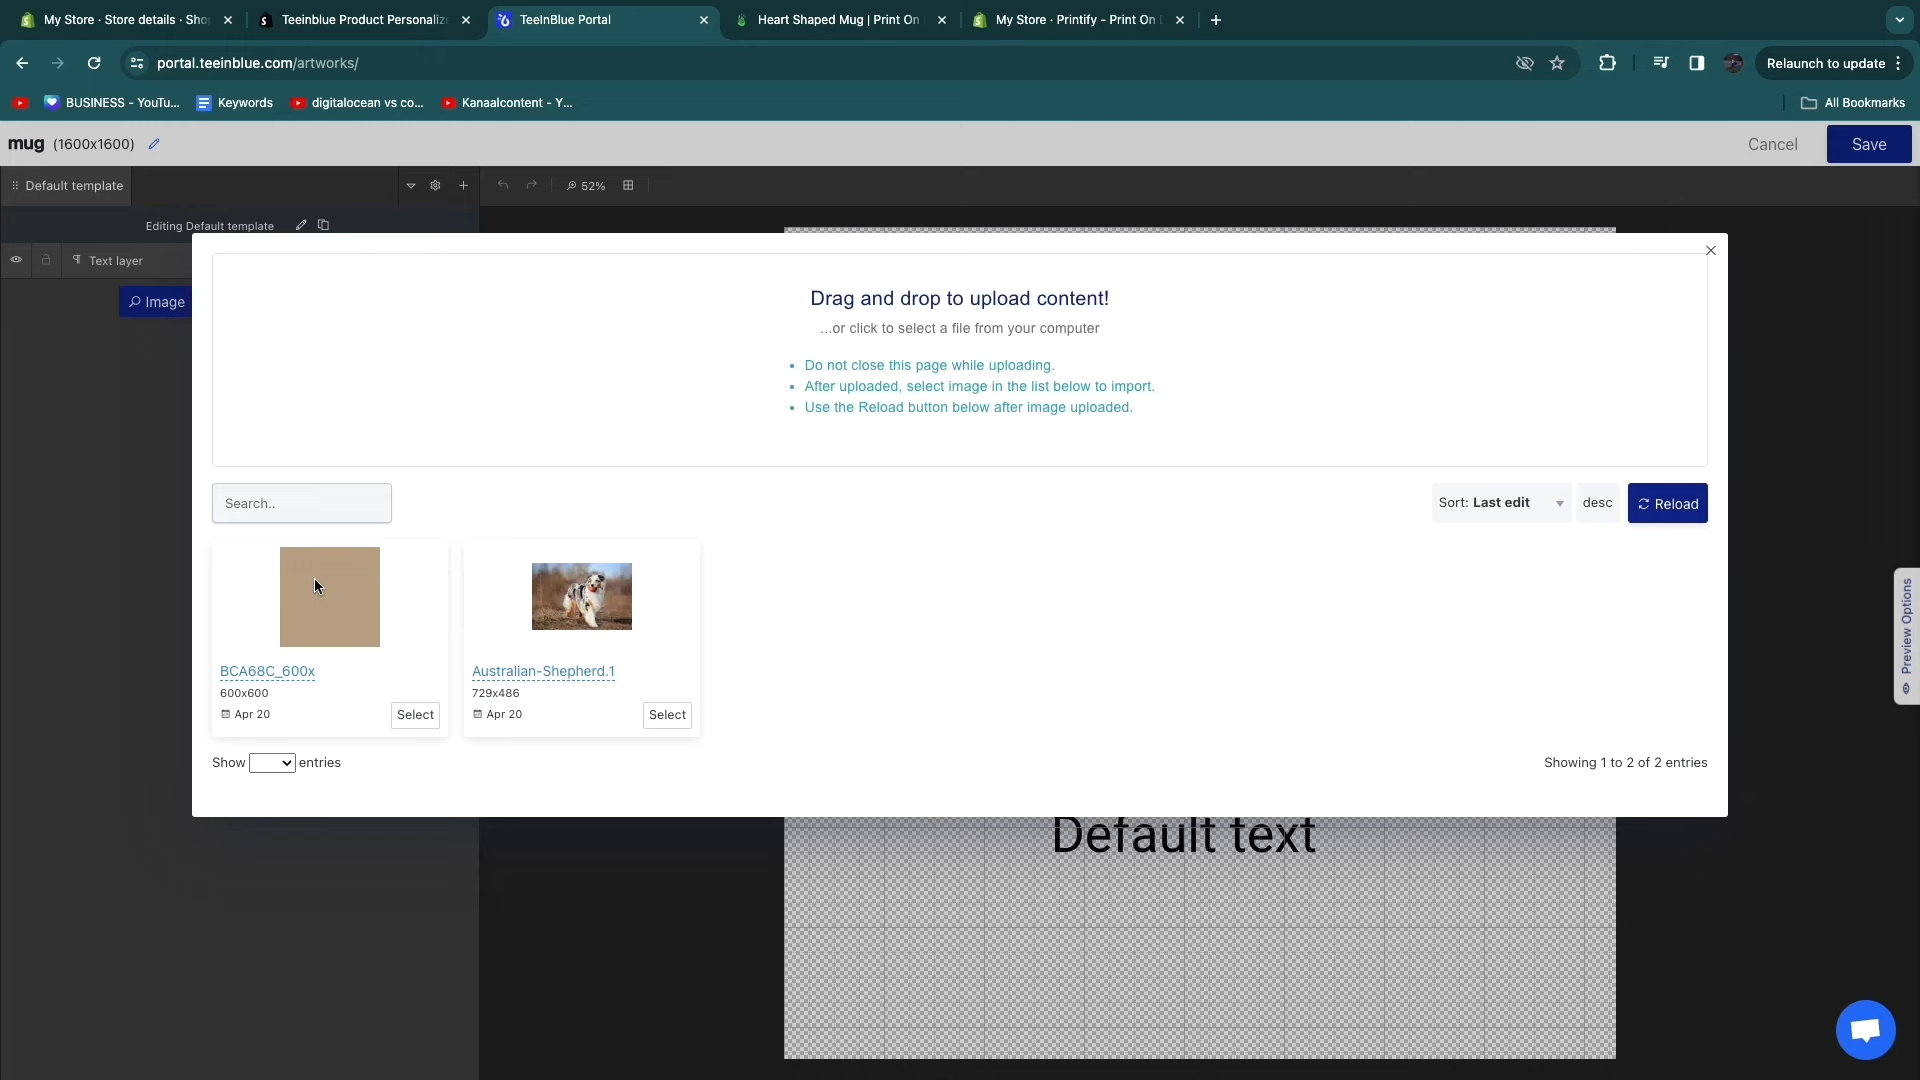 My Store · Store details · Sho
Teeinblue Product Personaliz
TeeInBlue Portal
Heart Shaped Mug | Print On
My Store · Printify - Print On
portal.teeinblue.com/artworks/
Relaunch to update
BUSINESS - YouTu...
Keywords
digitalocean vs co...
Kanaalcontent - Y...
All Bookmarks
mug (1600x1600)
Cancel
Save
Default template
52%
Editing Default template
Text layer
Image
Drag and drop to upload content!
...or click to select a file from your computer
• Do not close this page while uploading.
• After uploaded, select image in the list below to import.
• Use the Reload button below after image uploaded.
Search..
Sort: Last edit
desc
Reload
BCA68C_600x
600x600
Apr 20
Select
Australian-Shepherd.1
729x486
Apr 20
Select
Show entries
Showing 1 to 2 of 2 entries
Preview Options
Default text